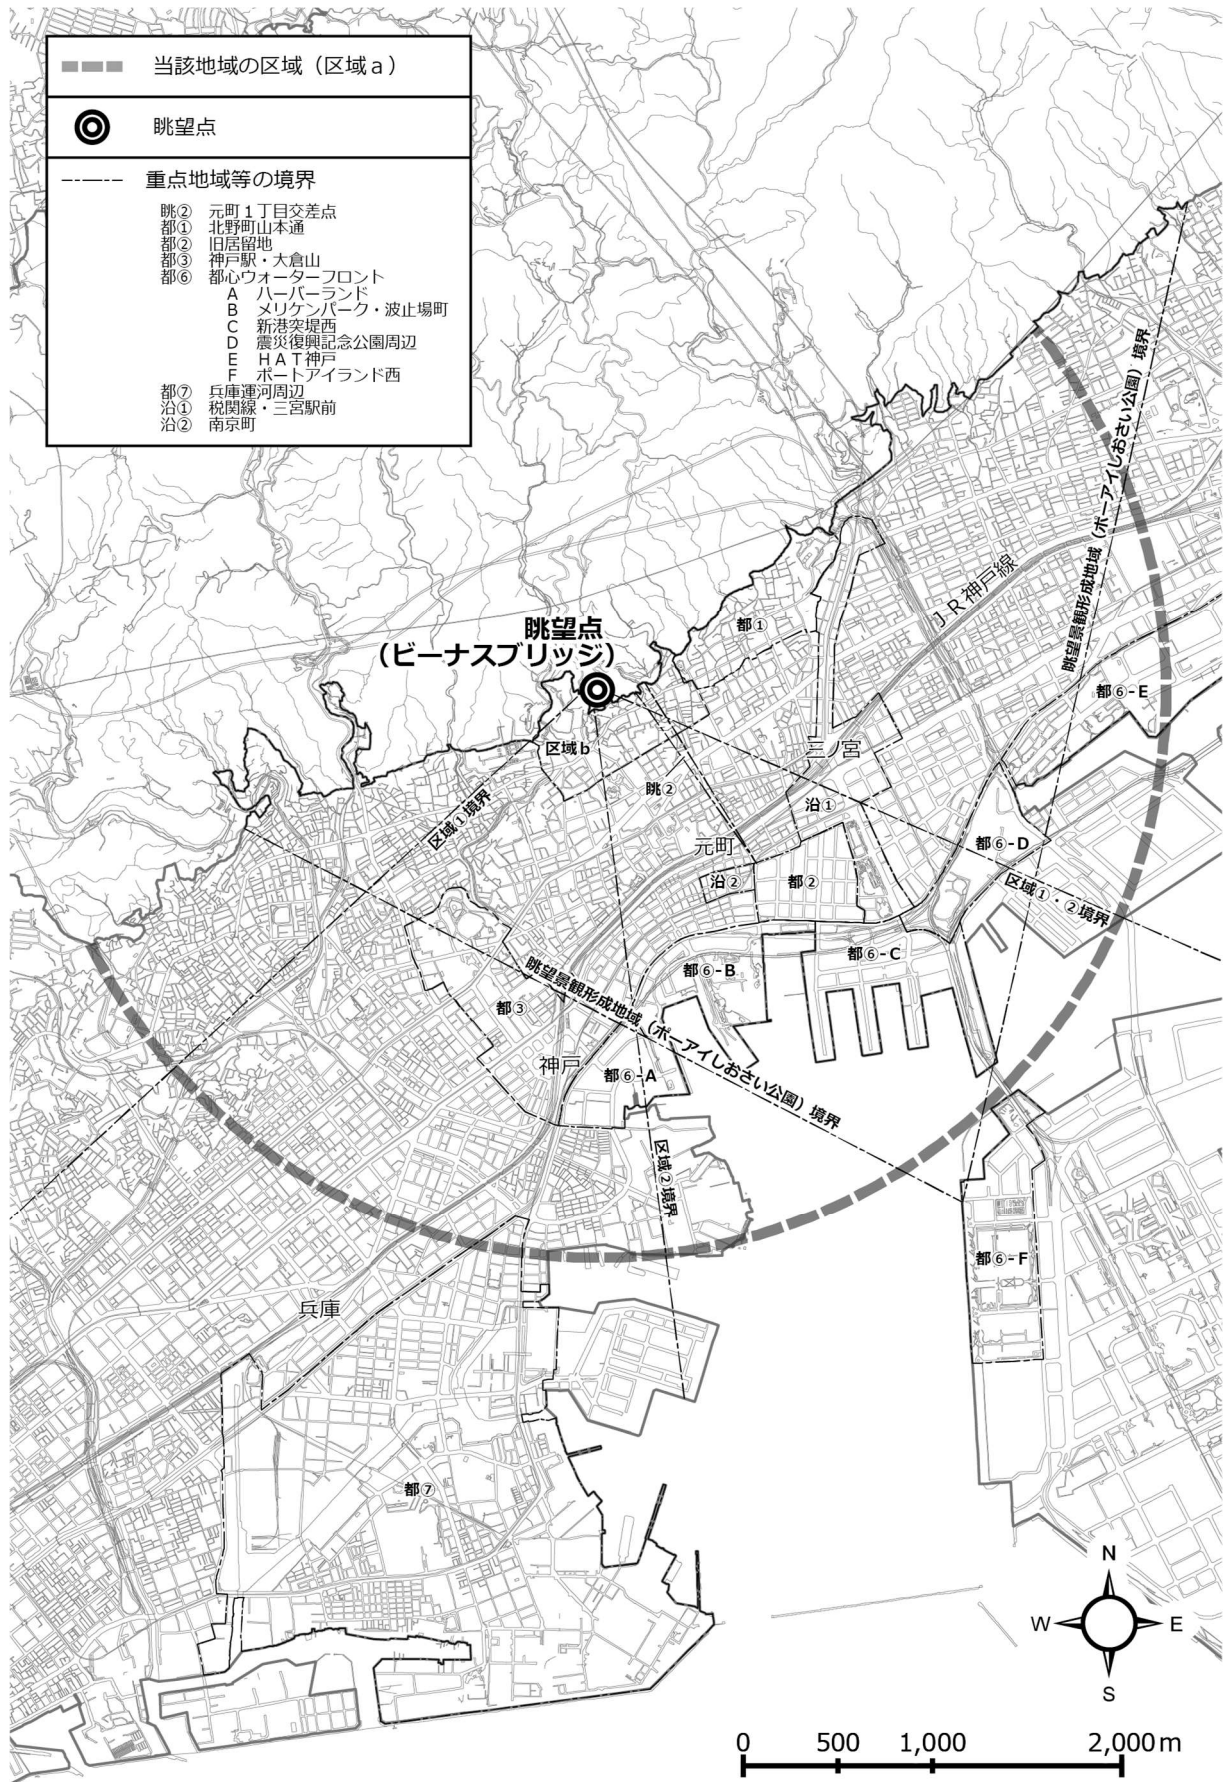 当該地域の区域（区域ａ）
眺望点
重点地域等の境界
眺② 元町１丁目交差点
都① 北野町山本通
都② 旧居留地
都③ 神戸駅・大倉山
都⑥ 都心ウォーターフロント
A ハーバーランド
B メリケンパーク・波止場町
C 新港突堤西
D 震災復興記念公園周辺
E ＨＡＴ神戸
F ポートアイランド西
都⑦ 兵庫運河周辺
沿① 税関線・三宮駅前
沿② 南京町
眺望景観形成地域（ポーアイしおさい公園）境界
ＪＲ神戸線
都①
眺望点
（ビーナスブリッジ）
都⑥-E
区域ｂ
三ノ宮
眺②
沿①
区域①境界
元町
都⑥-D
沿②
都②
区域①・②境界
都⑥-C
都⑥-B
眺望景観形成地域（ポーアイしおさい公園）境界
都③
神戸
都⑥-A
区域②境界
都⑥-F
兵庫
都⑦
N
W
E
S
0 500 1,000 2,000m